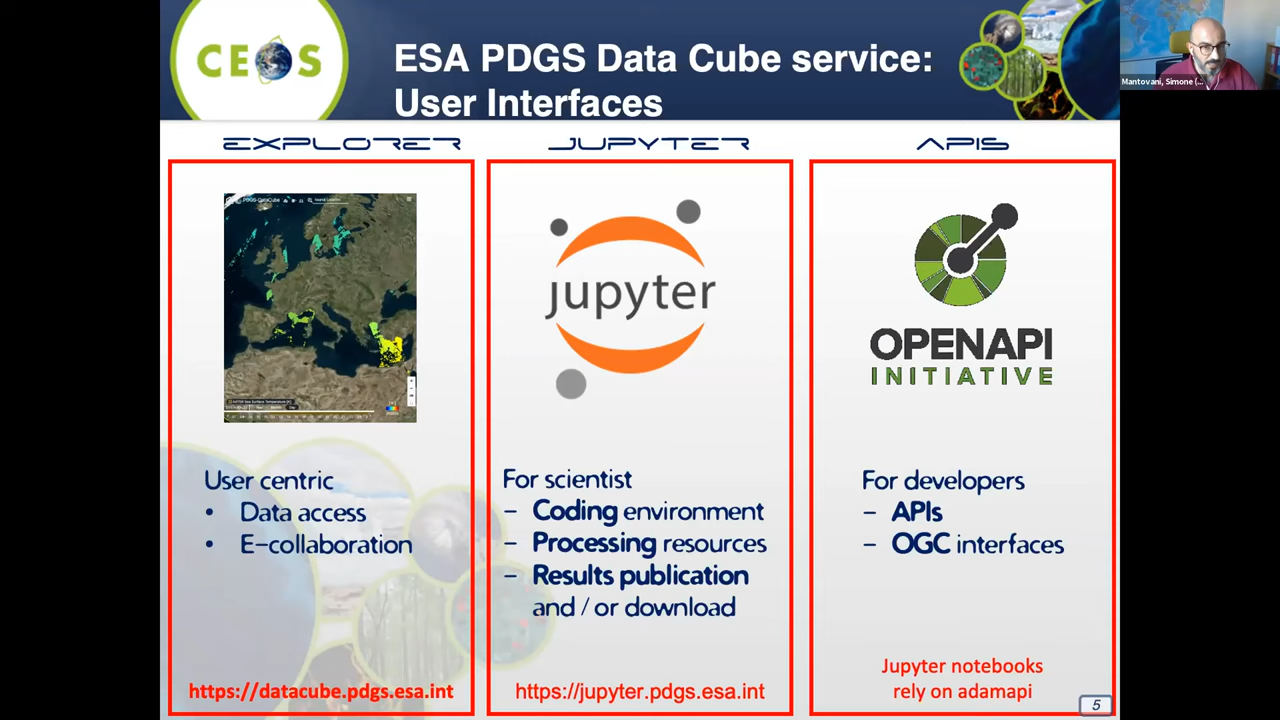 CEOS
ESA PDGS Data Cube service:
User Interfaces
Mantovani, Simone (...
EXPLORER
JUPYTER
APIS
PDGS-DataCube
jupyter
OPENAPI
INITIATIVE
User centric
• Data access
• E-collaboration
https://datacube.pdgs.esa.int
For scientist
– Coding environment
– Processing resources
– Results publication
and / or download
https://jupyter.pdgs.esa.int
For developers
– APIs
– OGC interfaces
Jupyter notebooks
rely on adamapi
5